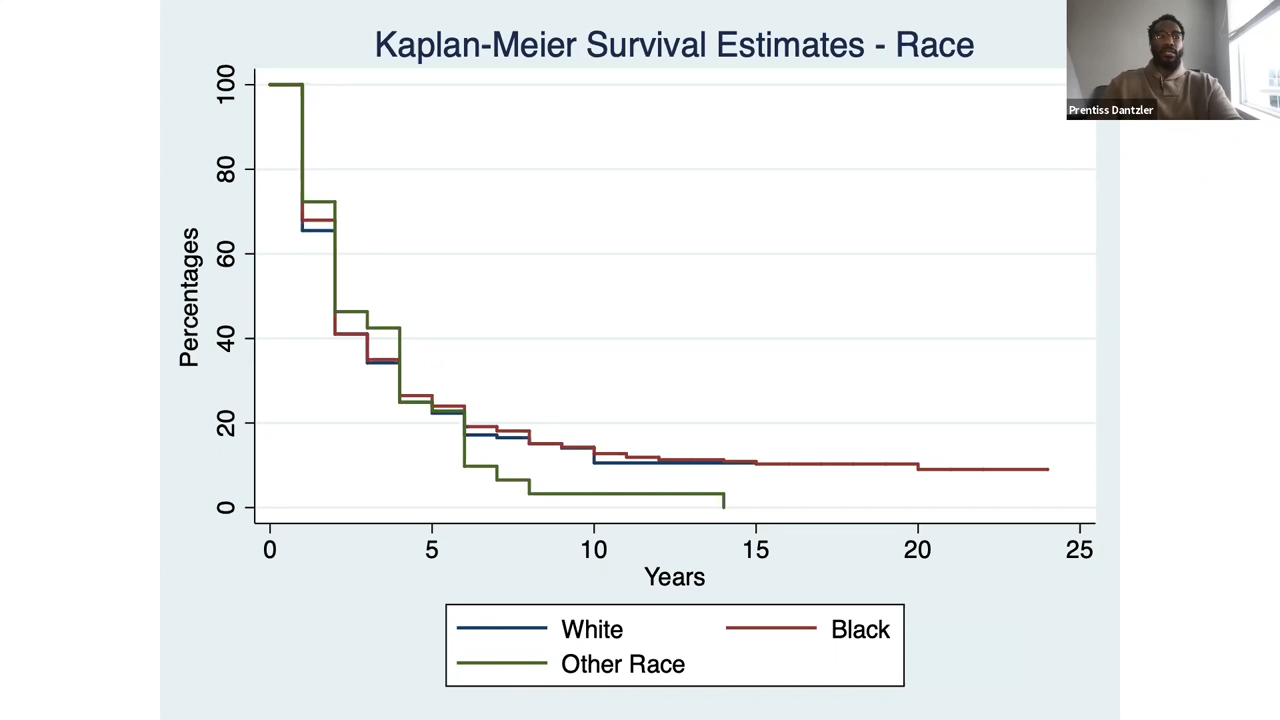 Kaplan-Meier Survival Estimates - Race
Prentiss Dantzler
Percentages
100
80
60
40
20
0
0 5 10 15 20 25
Years
White Black
Other Race